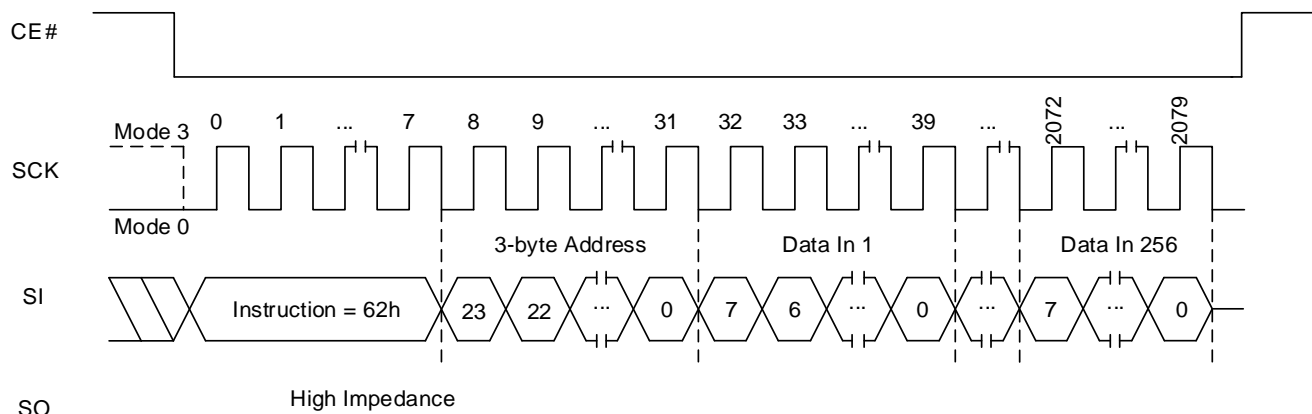 CE#
Mode 3
0 1 ... 7 8 9 ... 31 32 33 ... 39 ... 2072 ... 2079
SCK
Mode 0
3-byte Address Data In 1 Data In 256
SI
Instruction = 62h 23 22 ... 0 7 6 ... 0 ... 7 ... 0
High Impedance
SO